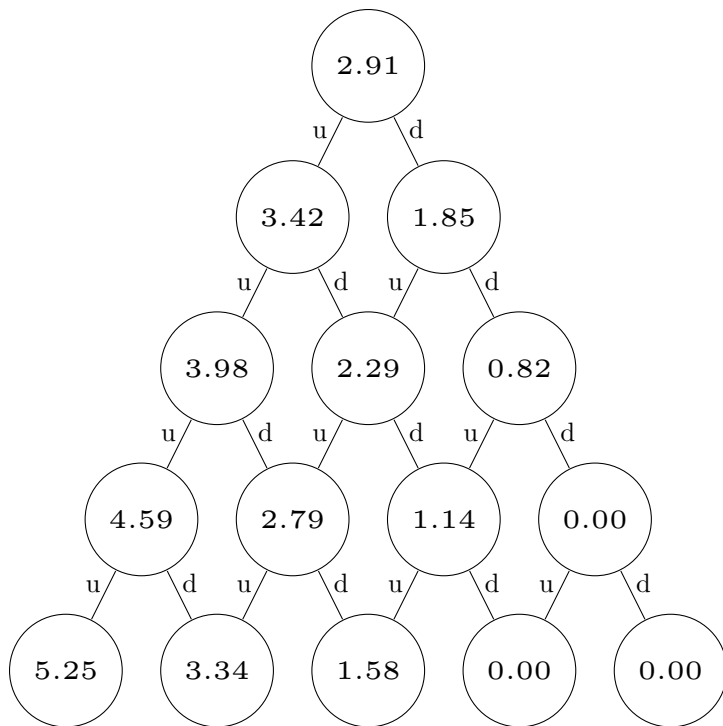 2.91
u d
3.42 1.85
u d u d
3.98 2.29 0.82
u d u d u d
4.59 2.79 1.14 0.00
u d u d u d u d
5.25 3.34 1.58 0.00 0.00